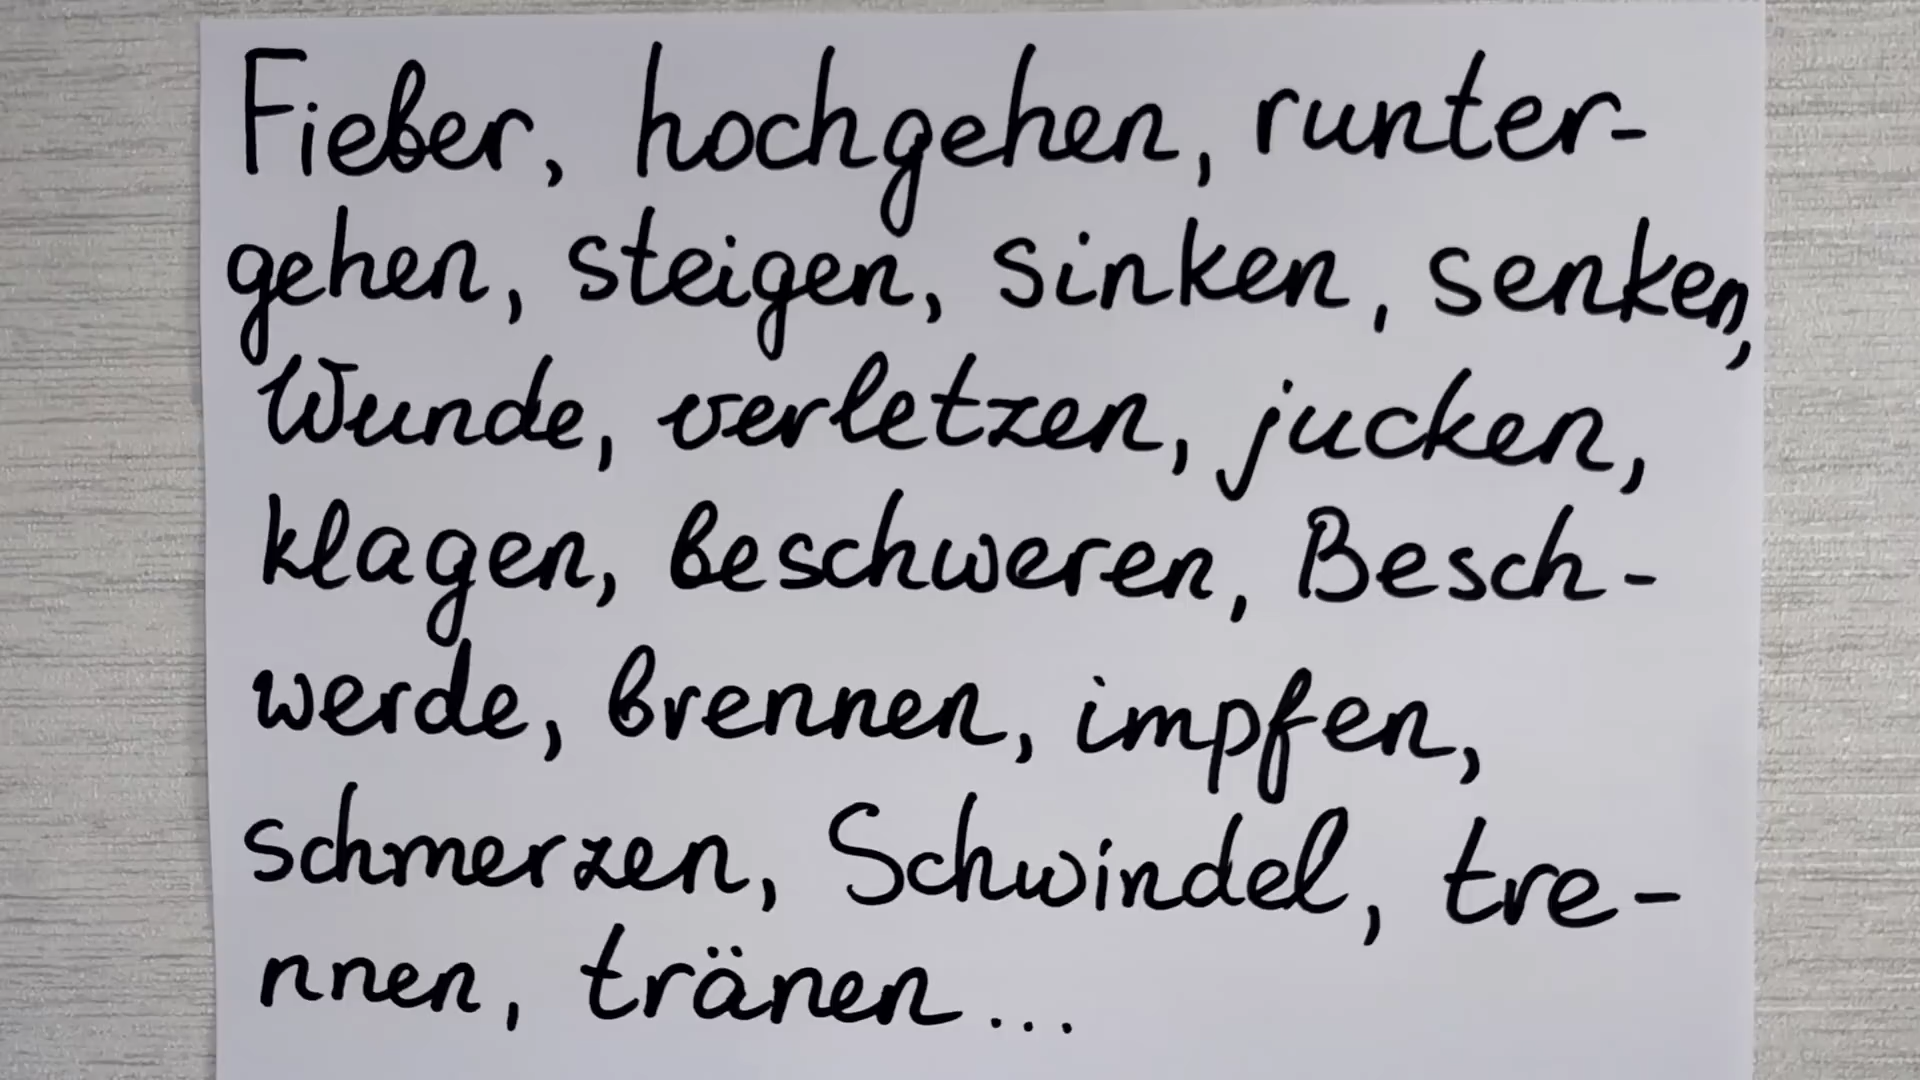 Fieber, hochgehen, runter-
gehen, steigen, sinken, senken,
Wunde, verletzen, jucken,
klagen, beschweren, Besch-
werde, brennen, impfen,
schmerzen, Schwindel, tre-
nnen, tränen...